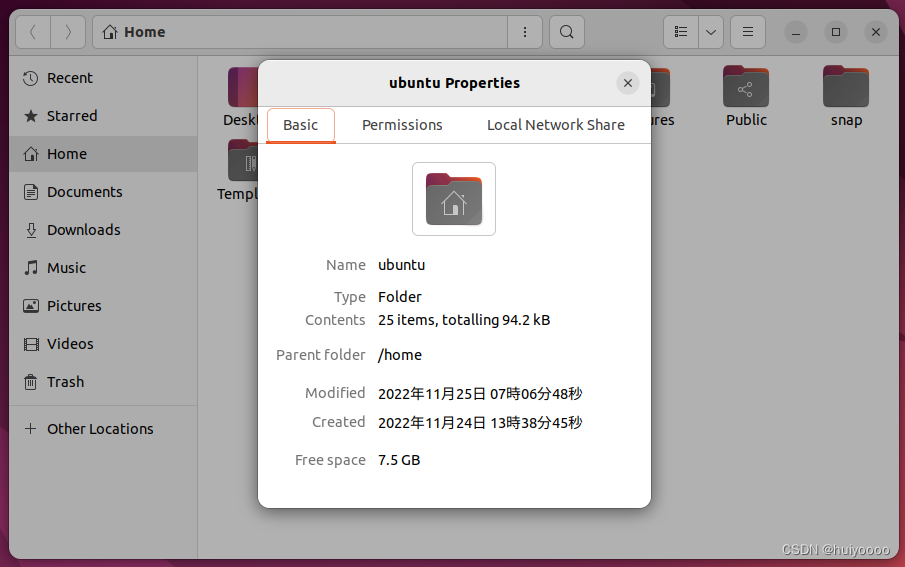 Home
Recent
Starred
Home
Documents
Downloads
Music
Pictures
Videos
Trash
Other Locations
Public
snap
ubuntu Properties
Basic Permissions Local Network Share
Name ubuntu
Type Folder
Contents 25 items, totalling 94.2 kB
Parent folder /home
Modified 2022年11月25日 07時06分48秒
Created 2022年11月24日 13時38分45秒
Free space 7.5 GB
CSDN @huiyoooo